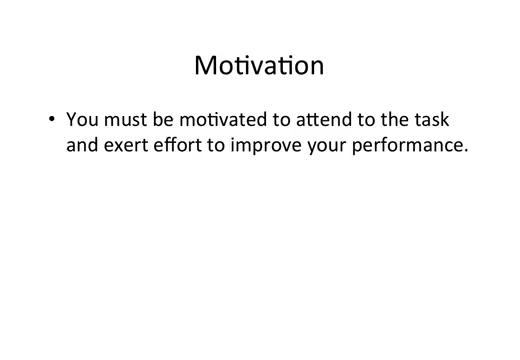 Motivation
• You must be motivated to attend to the task
and exert effort to improve your performance.